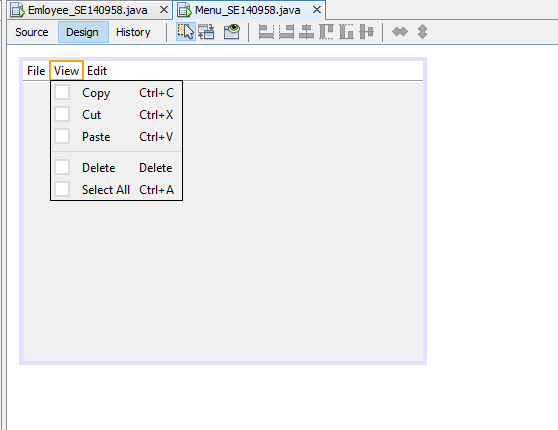 Emloyee_SE140958.java Menu_SE140958.java
Source Design History
File View Edit
Copy Ctrl+C
Cut Ctrl+X
Paste Ctrl+V
Delete Delete
Select All Ctrl+A